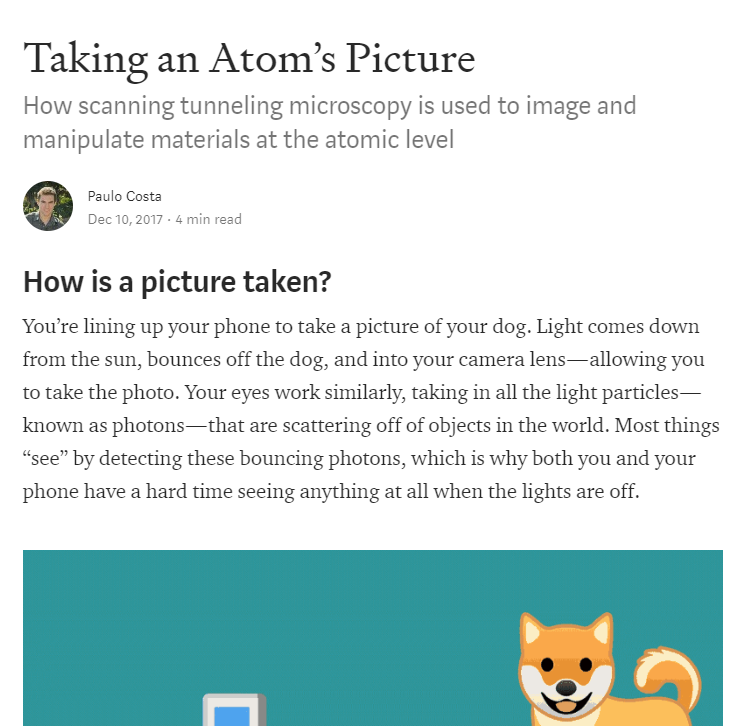 Taking an Atom’s Picture
How scanning tunneling microscopy is used to image and
manipulate materials at the atomic level
Paulo Costa
Dec 10, 2017 · 4 min read
How is a picture taken?
You’re lining up your phone to take a picture of your dog. Light comes down
from the sun, bounces off the dog, and into your camera lens—allowing you
to take the photo. Your eyes work similarly, taking in all the light particles—
known as photons—that are scattering off of objects in the world. Most things
“see” by detecting these bouncing photons, which is why both you and your
phone have a hard time seeing anything at all when the lights are off.